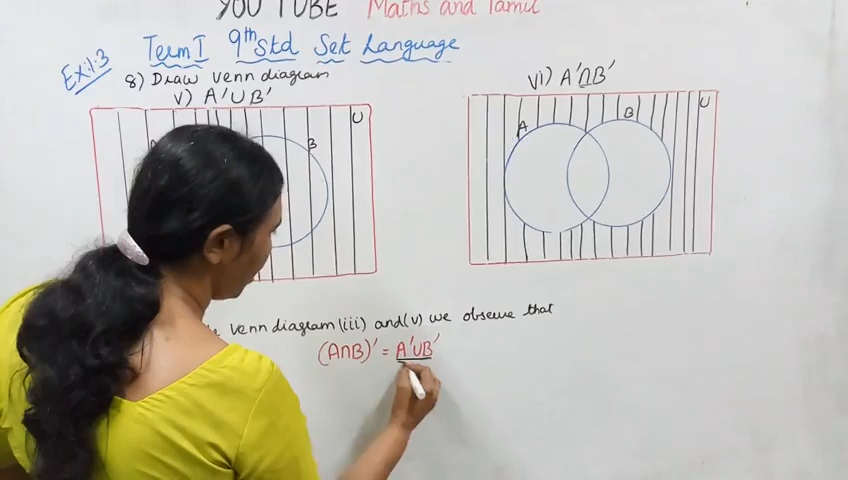 YOU TUBE Maths and Tamil
Term I 9th Std Set Language
Ex:1.3
8) Draw venn diagram
v) A′∪B′
vi) A′∩B′
B
U
A
B
U
venn diagram (iii) and (v) we observe that
(A∩B)′ = A′∪B′